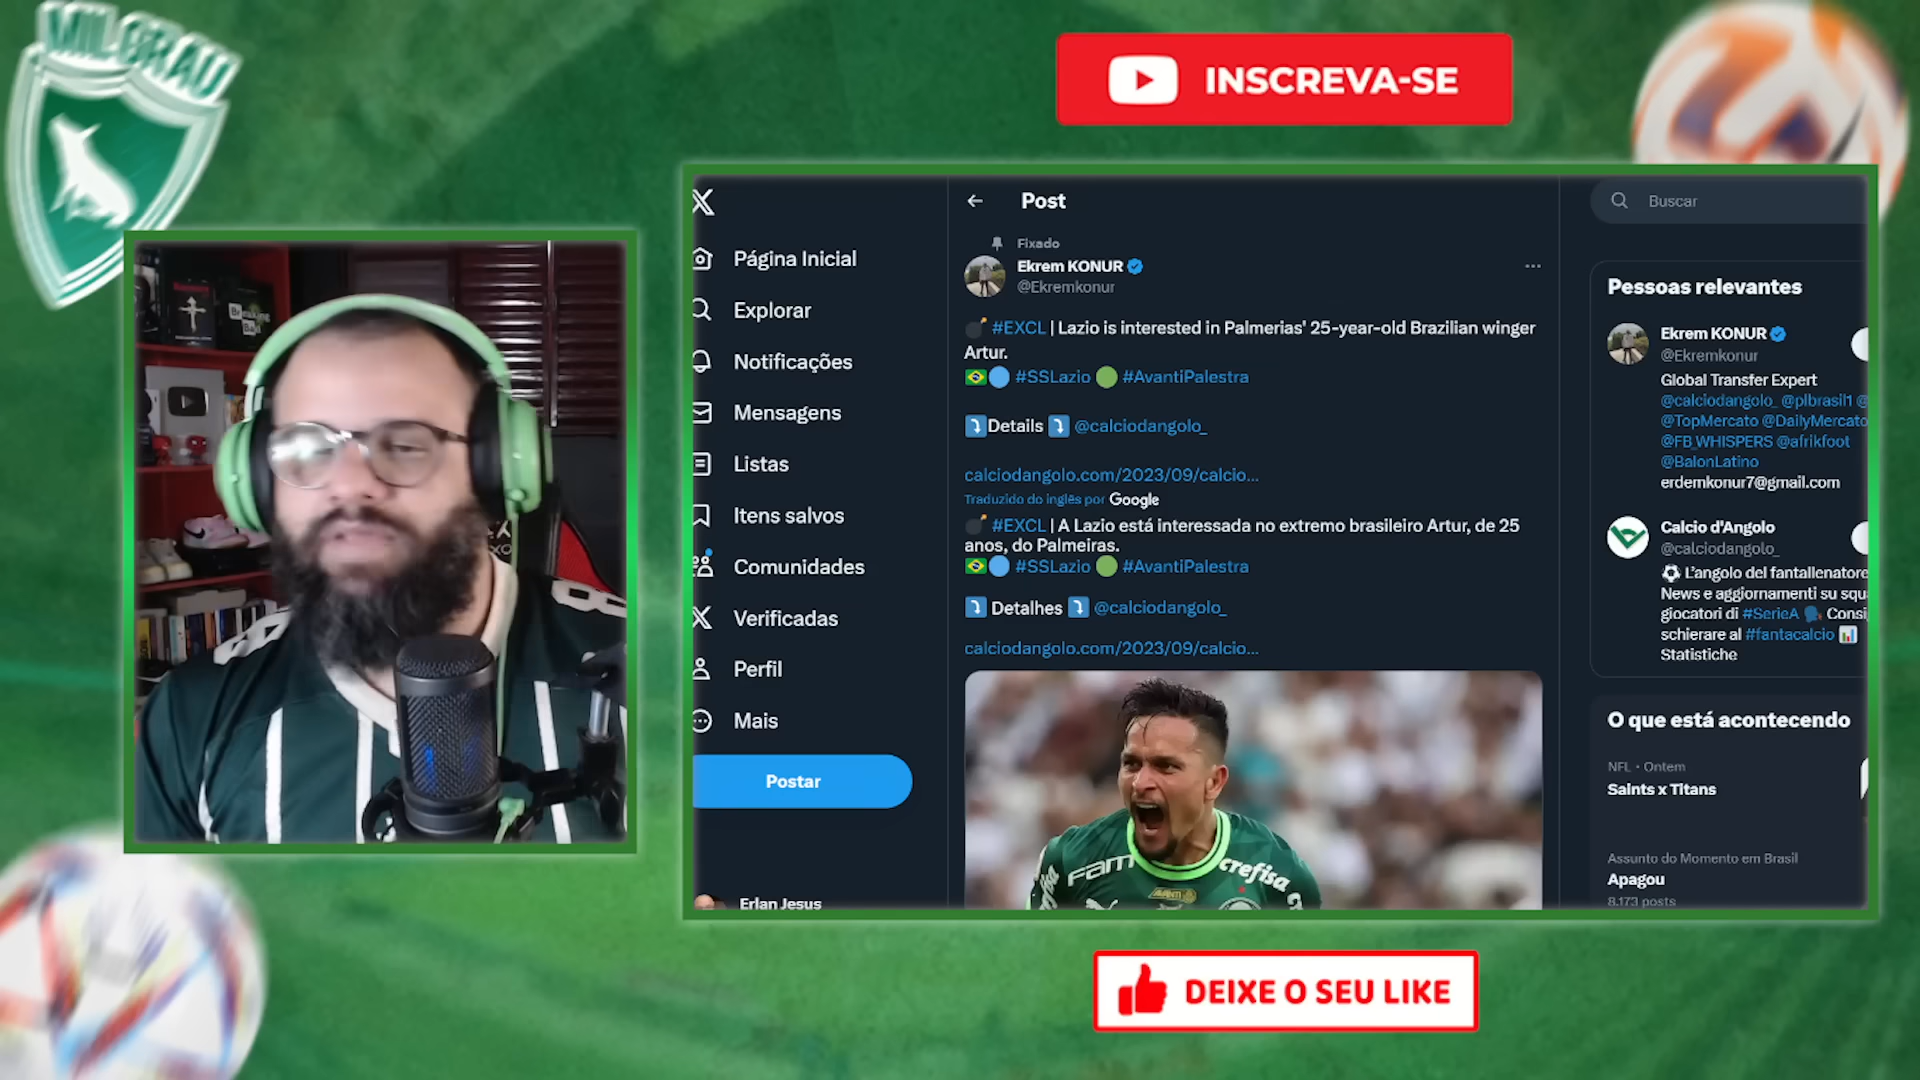 MILGRAU
INSCREVA-SE
Breaking
Bad
X
Página Inicial
Explorar
Notificações
Mensagens
Listas
Itens salvos
Comunidades
Verificadas
Perfil
Mais
Postar
Erlan Jesus
Post
Fixado
Ekrem KONUR
@Ekremkonur
#EXCL | Lazio is interested in Palmerias' 25-year-old Brazilian winger
Artur.
#SSLazio #AvantiPalestra
Details @calciodangolo_
calciodangolo.com/2023/09/calcio...
Traduzido do inglês por Google
#EXCL | A Lazio está interessada no extremo brasileiro Artur, de 25
anos, do Palmeiras.
#SSLazio #AvantiPalestra
Detalhes @calciodangolo_
calciodangolo.com/2023/09/calcio...
FAM
crefisa
AVANTI
Buscar
Pessoas relevantes
Ekrem KONUR
@Ekremkonur
Global Transfer Expert
@calciodangolo_ @plbrasil1 @
@TopMercato @DailyMercato
@FB_WHISPERS @afrikfoot
@BalonLatino
erdemkonur7@gmail.com
Calcio d'Angolo
@calciodangolo_
L'angolo del fantallenatore
News e aggiornamenti su squ
giocatori di #SerieA Consi
schierare al #fantacalcio
Statistiche
O que está acontecendo
NFL · Ontem
Saints x Titans
Assunto do Momento em Brasil
Apagou
8.173 posts
DEIXE O SEU LIKE